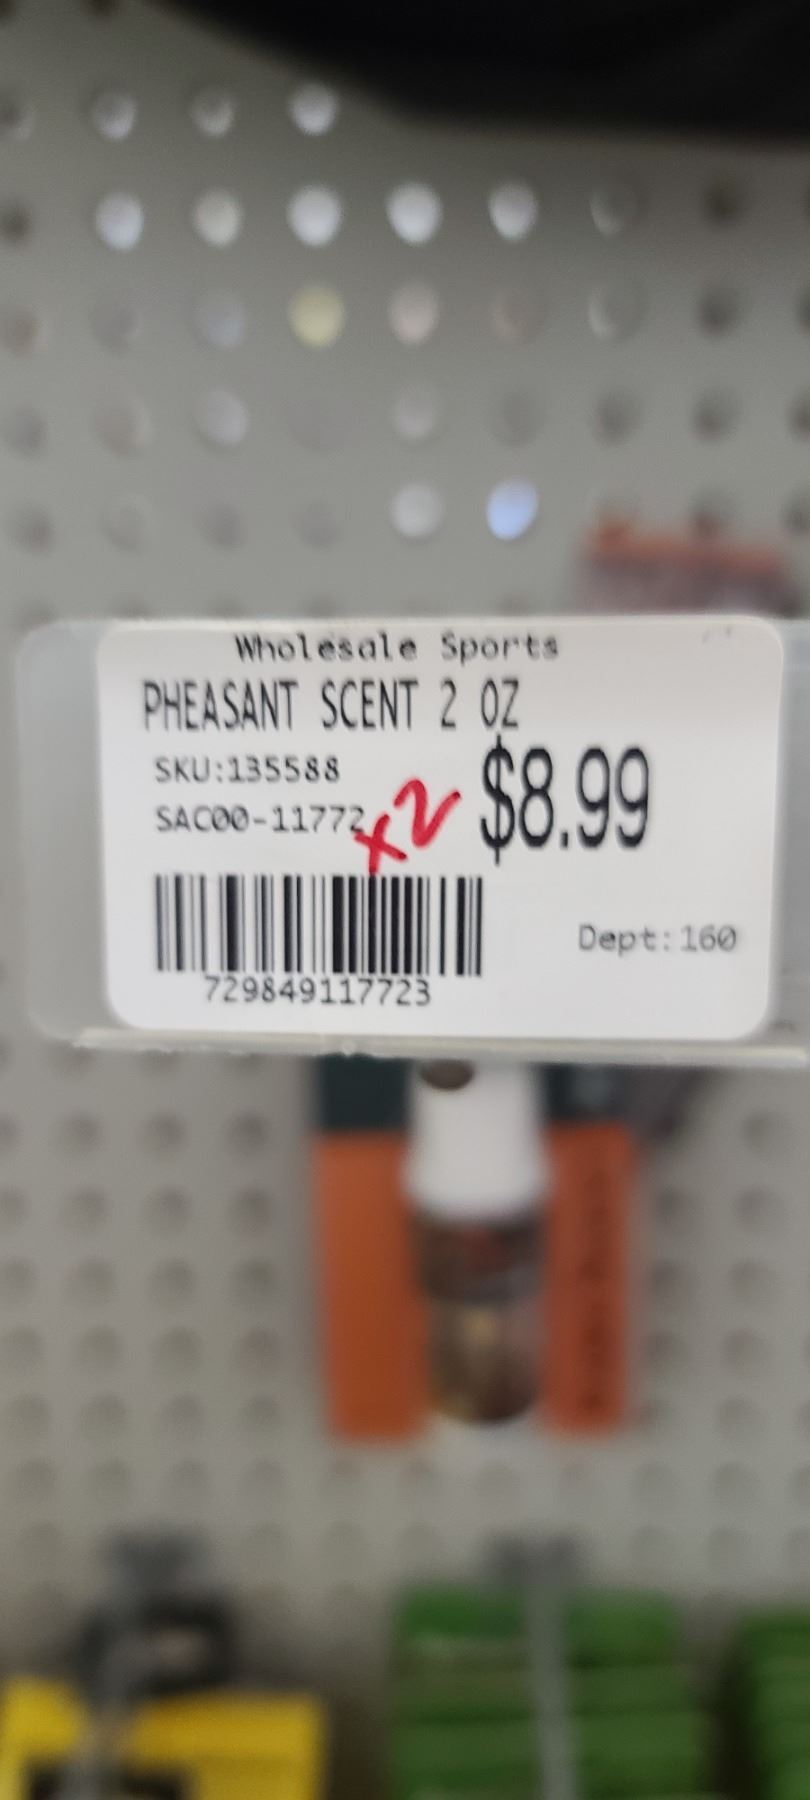 Wholesale Sports
PHEASANT SCENT 2 OZ
SKU:135588
SAC00-11772
x2
$8.99
Dept:160
729849117723